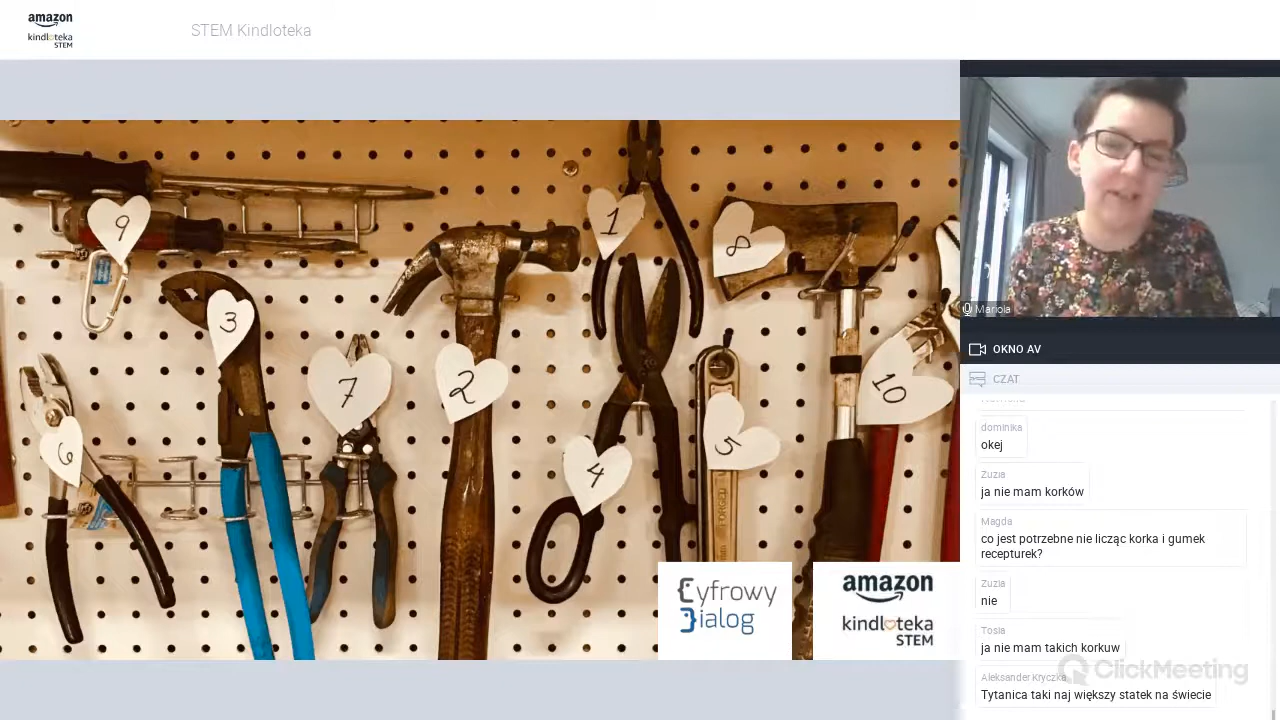 amazon
kindloteka
STEM
STEM Kindloteka
9
1
8
3
7
2
10
6
4
5
FORGED
Cyfrowy
Dialog
amazon
kindloteka
STEM
Mariola
OKNO AV
CZAT
dominika
okej
Zuzia
ja nie mam korków
Magda
co jest potrzebne nie licząc korka i gumek
recepturek?
Zuzia
nie
Tosia
ja nie mam takich korkuw
ClickMeeting
Aleksander Kryczka
Tytanica taki naj większy statek na świecie